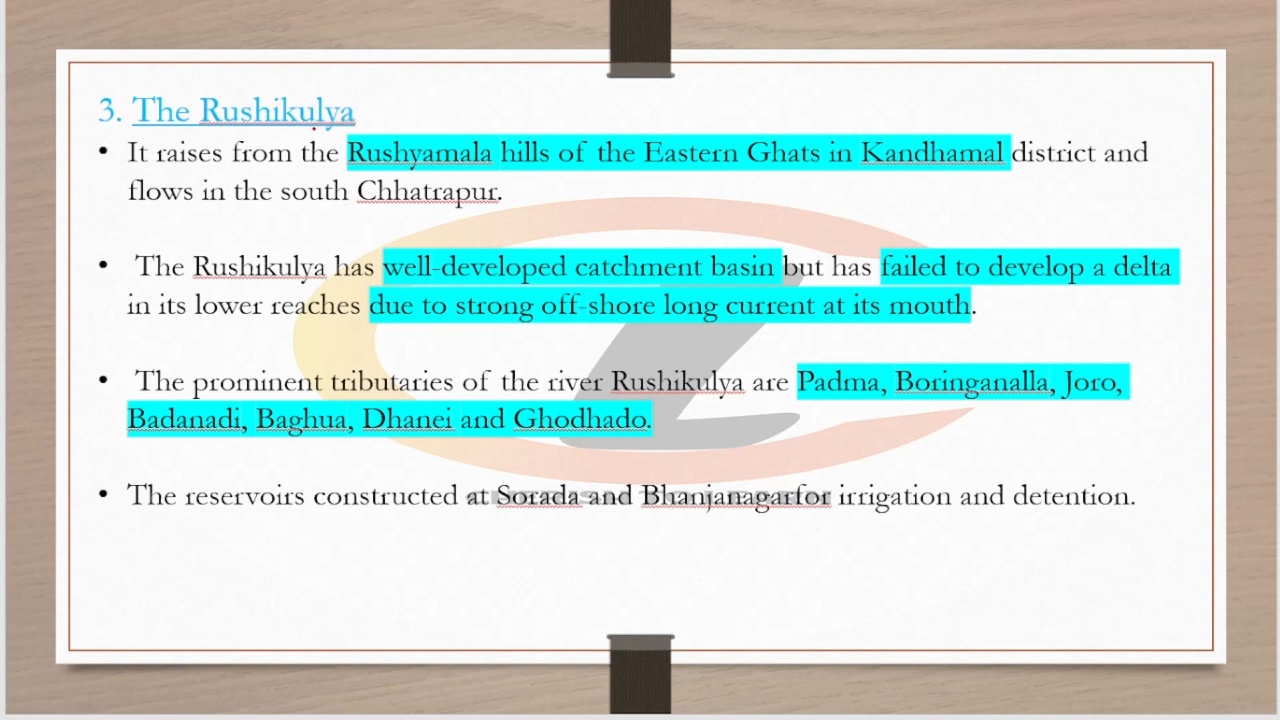 3. The Rushikulya
• It raises from the Rushyamala hills of the Eastern Ghats in Kandhamal district and
flows in the south Chhatrapur.
• The Rushikulya has well-developed catchment basin but has failed to develop a delta
in its lower reaches due to strong off-shore long current at its mouth.
• The prominent tributaries of the river Rushikulya are Padma, Boringanalla, Joro,
Badanadi, Baghua, Dhanei and Ghodhado.
• The reservoirs constructed at Sorada and Bhanjanagarfor irrigation and detention.